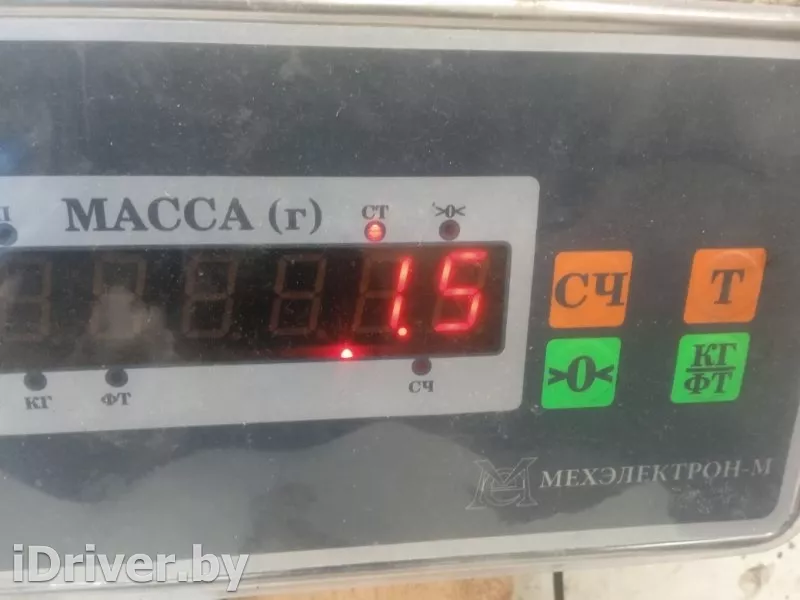 МАССА (г)
СТ
>0<
1.5
КГ
ФТ
СЧ
СЧ
Т
>0<
КГ
ФТ
МЕХЭЛЕКТРОН-М
iDriver.by